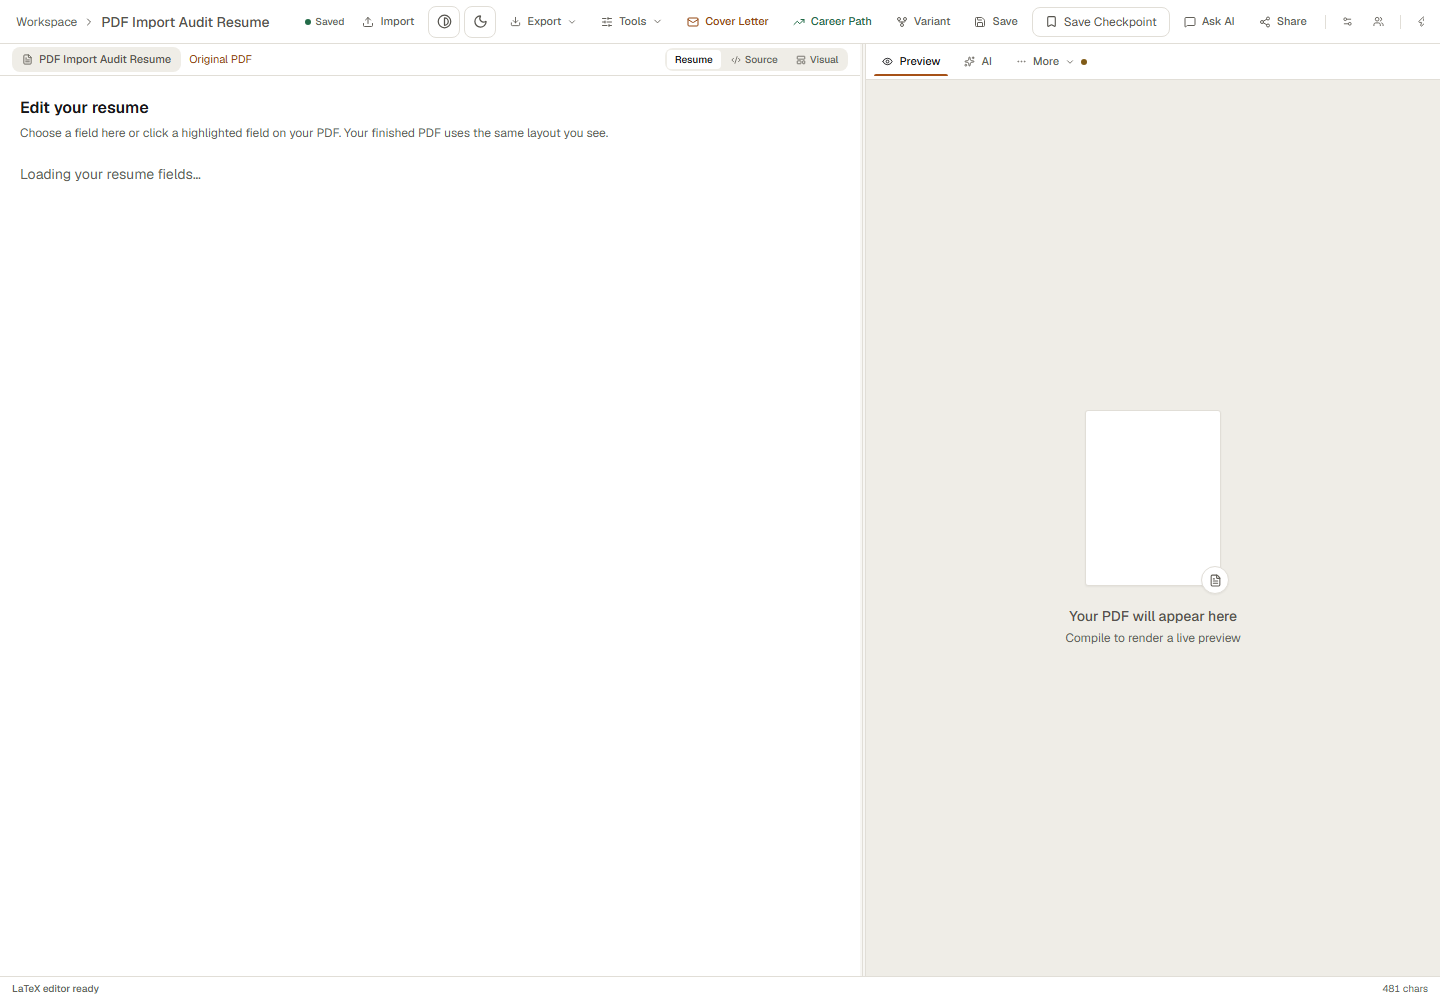 Workspace > PDF Import Audit Resume Saved Import Export Tools Cover Letter Career Path Variant Save Save Checkpoint Ask AI Share
PDF Import Audit Resume Original PDF Resume Source Visual
Preview AI More
Edit your resume
Choose a field here or click a highlighted field on your PDF. Your finished PDF uses the same layout you see.
Loading your resume fields...
Your PDF will appear here
Compile to render a live preview
LaTeX editor ready 481 chars